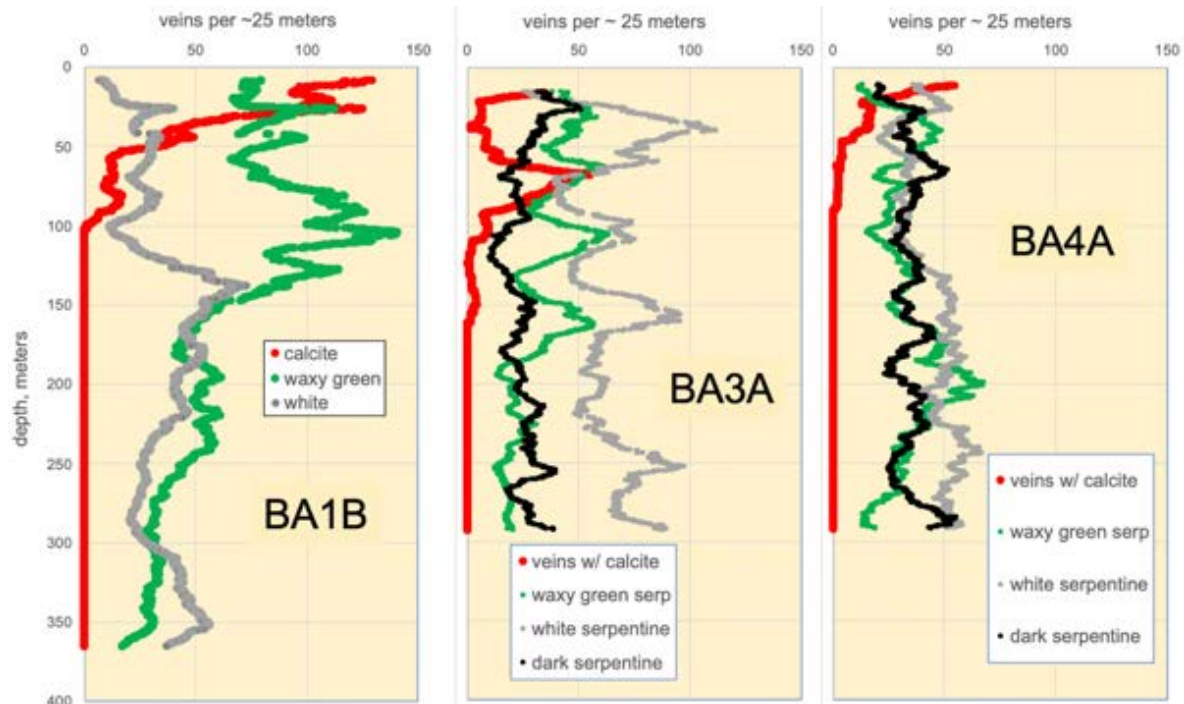 veins per ~25 meters
0 50 100 150
0
50
100
150
200
250
300
350
400
depth, meters
calcite
waxy green
white
BA1B
veins per ~ 25 meters
0 50 100 150
BA3A
veins w/ calcite
waxy green serp
white serpentine
dark serpentine
veins per ~ 25 meters
0 50 100 150
BA4A
veins w/ calcite
waxy green serp
white serpentine
dark serpentine